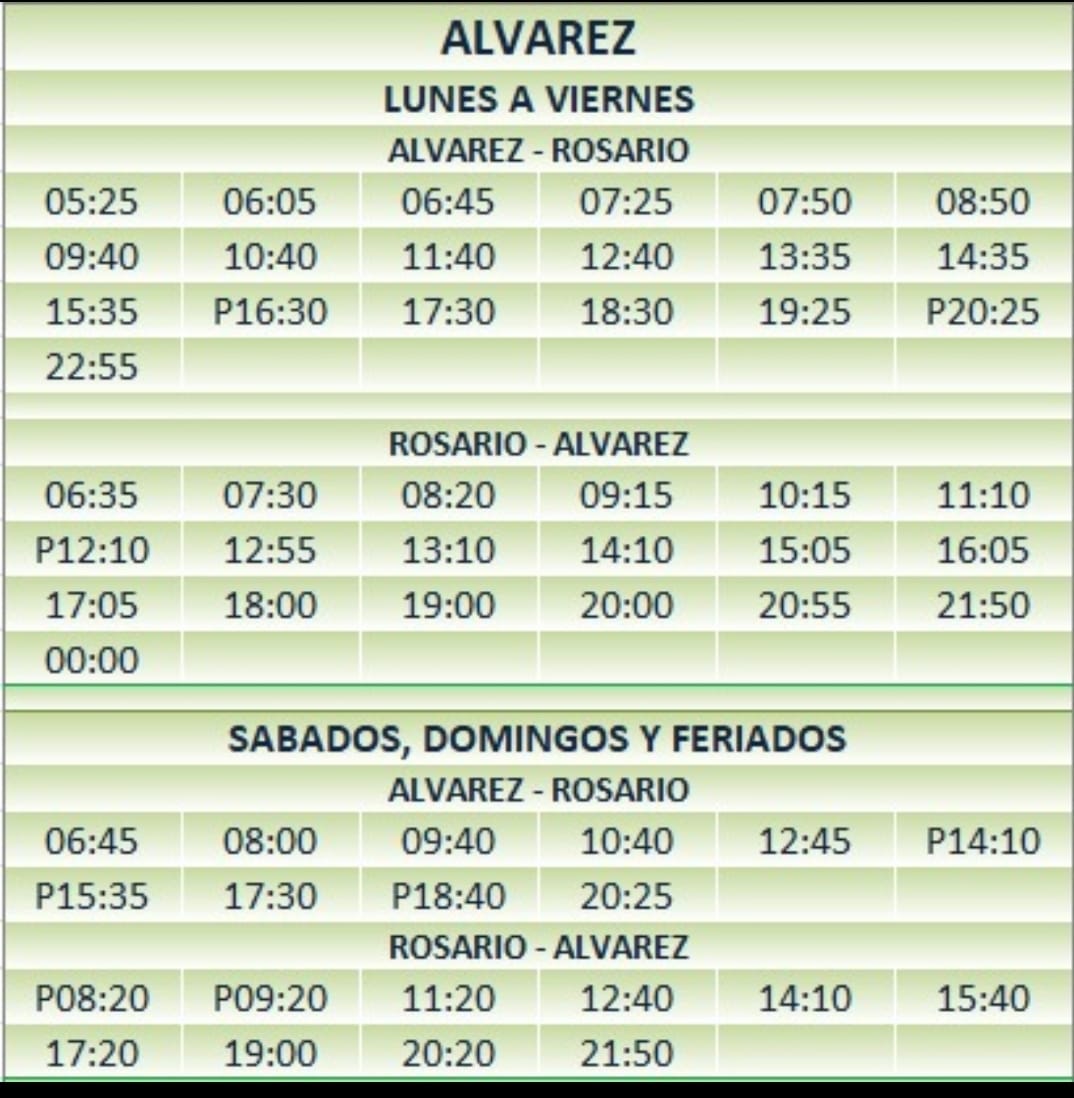 ALVAREZ
LUNES A VIERNES
ALVAREZ - ROSARIO
05:25 06:05 06:45 07:25 07:50 08:50
09:40 10:40 11:40 12:40 13:35 14:35
15:35 P16:30 17:30 18:30 19:25 P20:25
22:55
ROSARIO - ALVAREZ
06:35 07:30 08:20 09:15 10:15 11:10
P12:10 12:55 13:10 14:10 15:05 16:05
17:05 18:00 19:00 20:00 20:55 21:50
00:00
SABADOS, DOMINGOS Y FERIADOS
ALVAREZ - ROSARIO
06:45 08:00 09:40 10:40 12:45 P14:10
P15:35 17:30 P18:40 20:25
ROSARIO - ALVAREZ
P08:20 P09:20 11:20 12:40 14:10 15:40
17:20 19:00 20:20 21:50